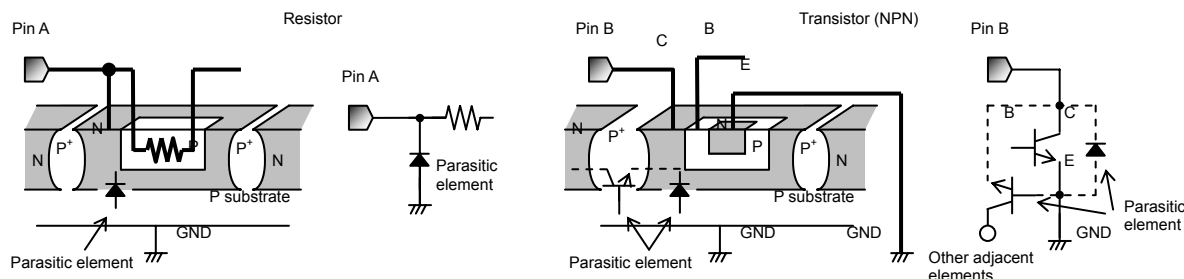 Resistor
Pin A
N
N
P+
P
P+
N
P substrate
GND
Parasitic element
Pin A
Parasitic
element
Transistor (NPN)
Pin B
C
B
E
N
P+
N
P
P+
N
P substrate
GND
GND
Parasitic element
Pin B
B
C
E
Parasitic
element
GND
Other adjacent
elements